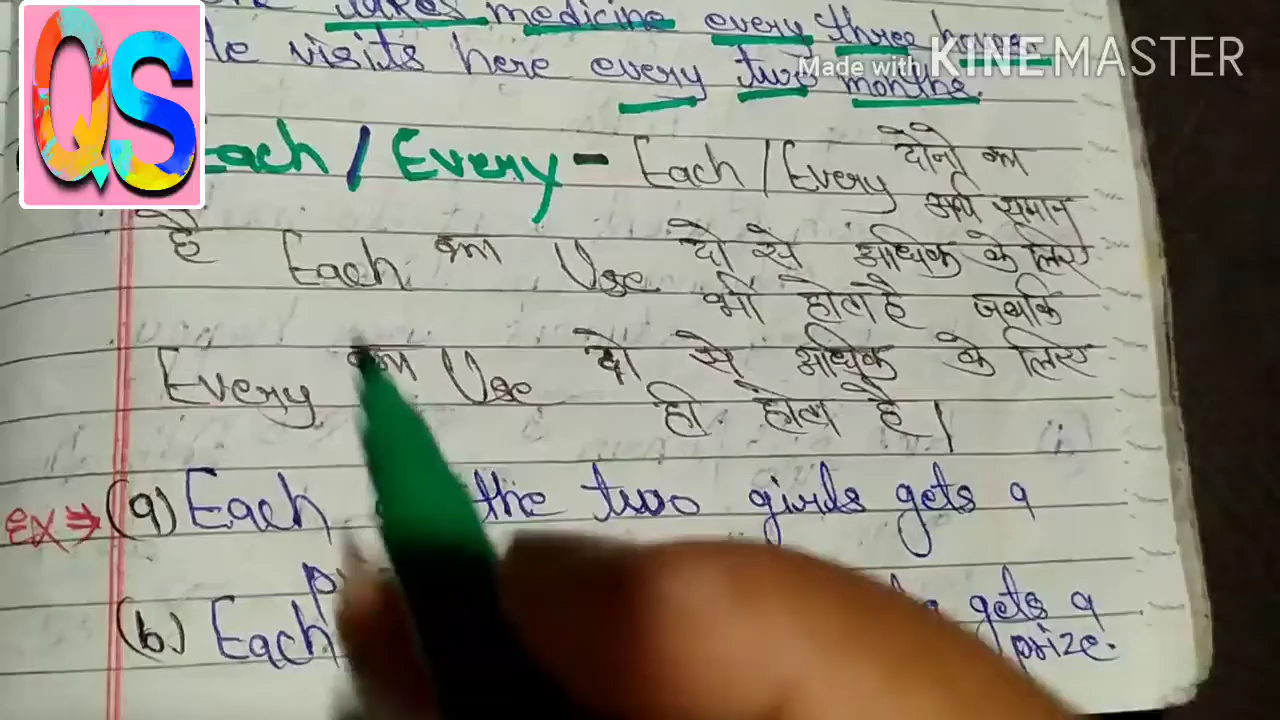 takes medicine every three hours.
visits here every two months.
Each / Every - Each / Every दोनो का
अर्थ समान
है Each का Use दो से अधिक के लिए
भी होता है जबकि
Every का Use दो से अधिक के लिए
ही होता है।
ex ⇒ (a) Each the two girls gets a
(b) Each gets a
prize.
QS
Made with KINEMASTER